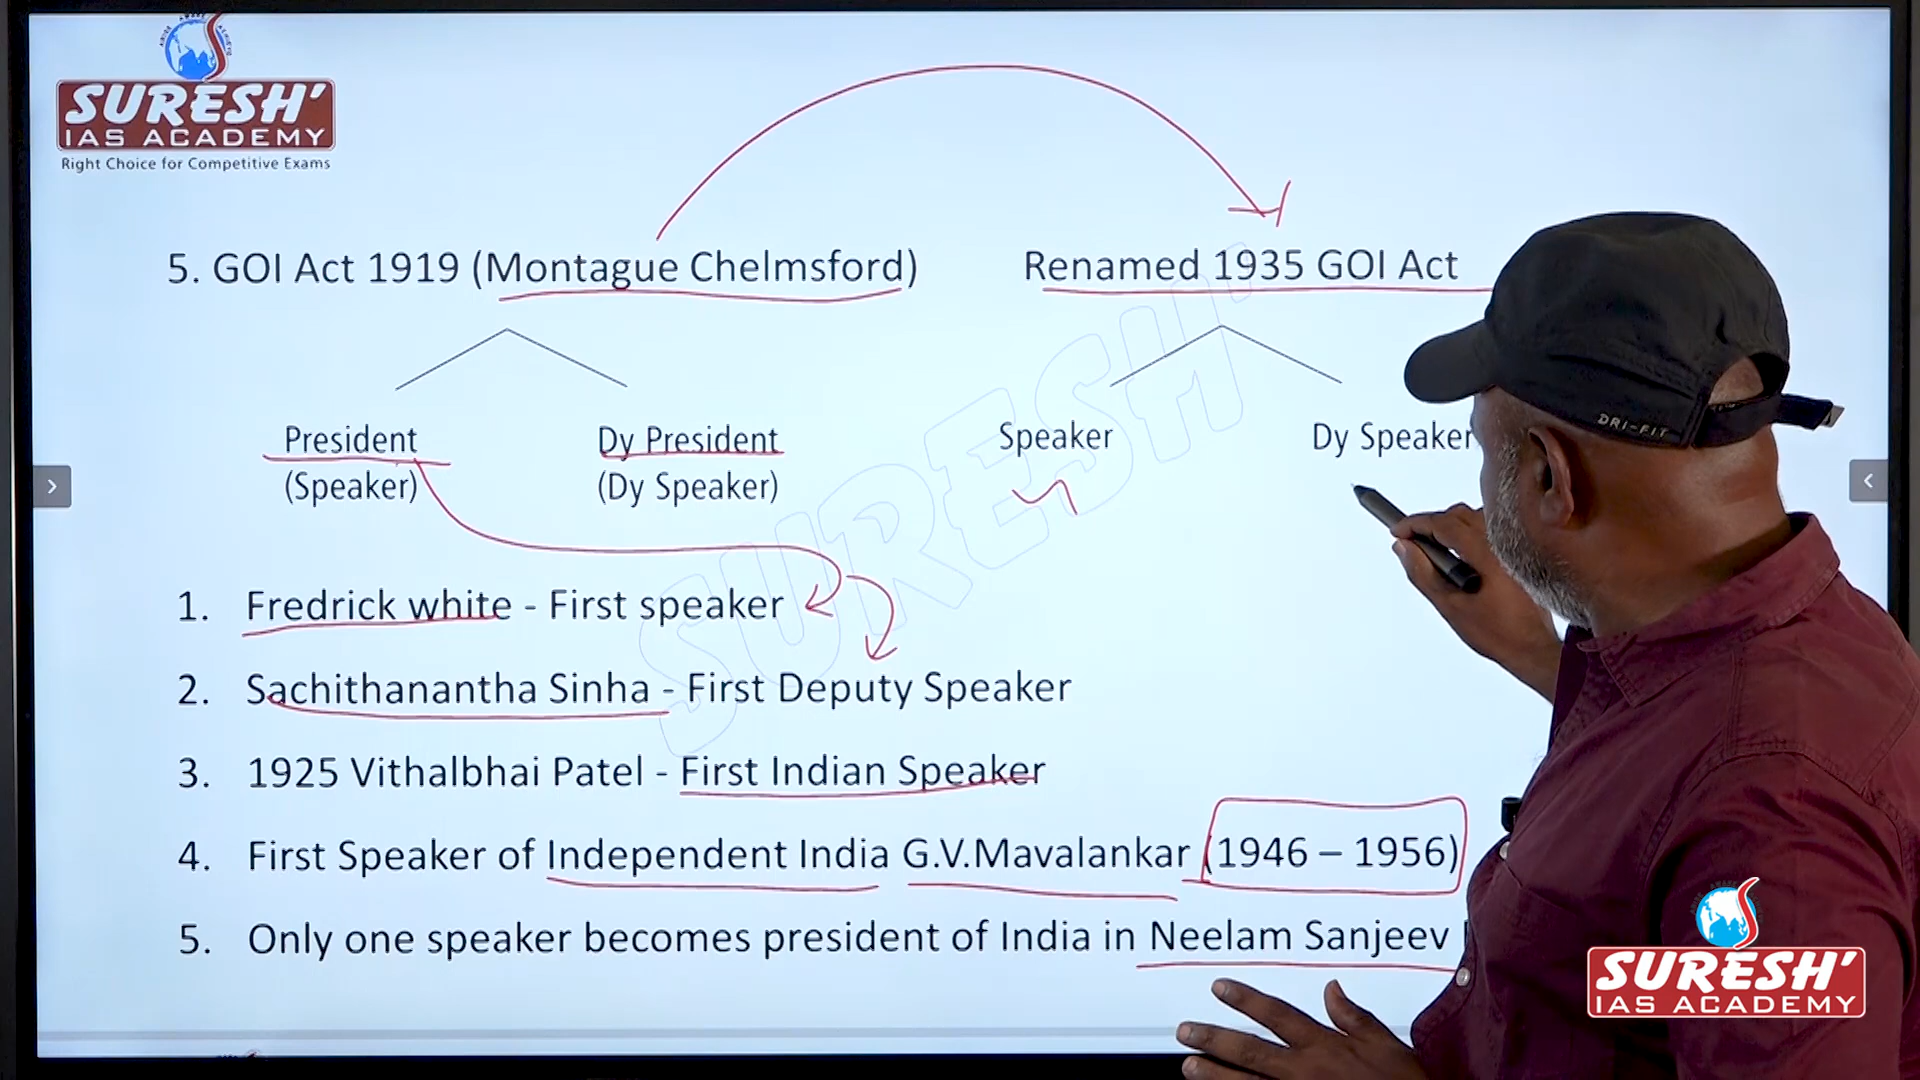 SURESH'
IAS ACADEMY
Right Choice for Competitive Exams
5. GOI Act 1919 (Montague Chelmsford)
Renamed 1935 GOI Act
President
(Speaker)
Dy President
(Dy Speaker)
Speaker
Dy Speaker
SURESH'
1. Fredrick white - First speaker
2. Sachithanantha Sinha - First Deputy Speaker
3. 1925 Vithalbhai Patel - First Indian Speaker
4. First Speaker of Independent India G.V.Mavalankar (1946 – 1956)
5. Only one speaker becomes president of India in Neelam Sanjeev
DRI-FIT
SURESH'
IAS ACADEMY